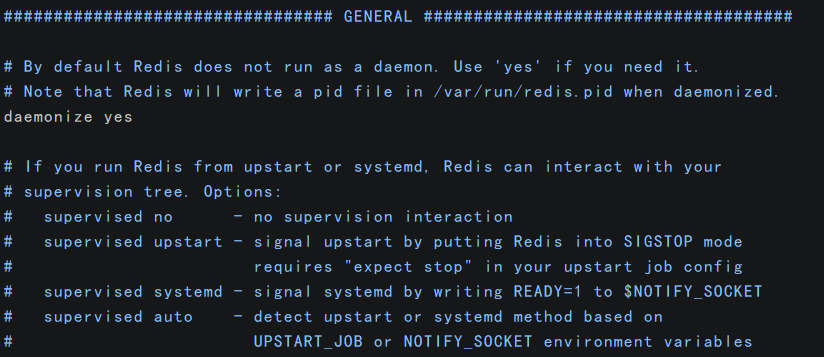 ################################# GENERAL #####################################
# By default Redis does not run as a daemon. Use 'yes' if you need it.
# Note that Redis will write a pid file in /var/run/redis.pid when daemonized.
daemonize yes
# If you run Redis from upstart or systemd, Redis can interact with your
# supervision tree. Options:
#   supervised no      - no supervision interaction
#   supervised upstart - signal upstart by putting Redis into SIGSTOP mode
#                        requires "expect stop" in your upstart job config
#   supervised systemd - signal systemd by writing READY=1 to $NOTIFY_SOCKET
#   supervised auto    - detect upstart or systemd method based on
#                        UPSTART_JOB or NOTIFY_SOCKET environment variables